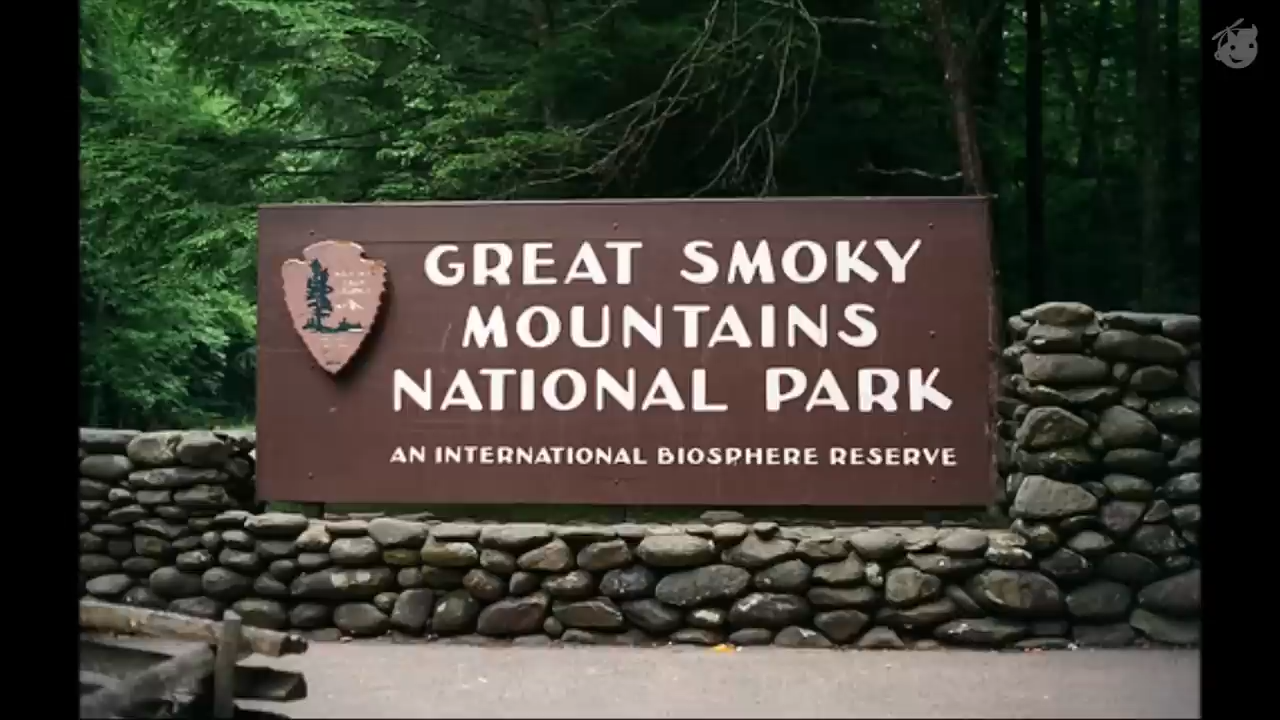 GREAT SMOKY
MOUNTAINS
NATIONAL PARK
AN INTERNATIONAL BIOSPHERE RESERVE